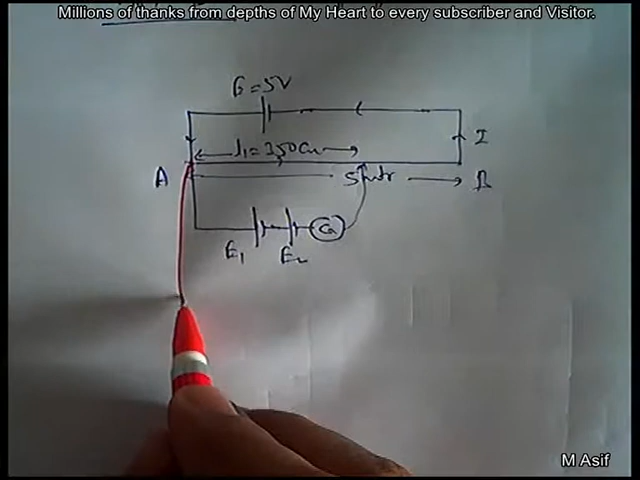 Millions of thanks from depths of My Heart to every subscriber and Visitor.
E = 5V
l1 = 350cm
I
A
5mtr
B
G
E1
E2
M Asif